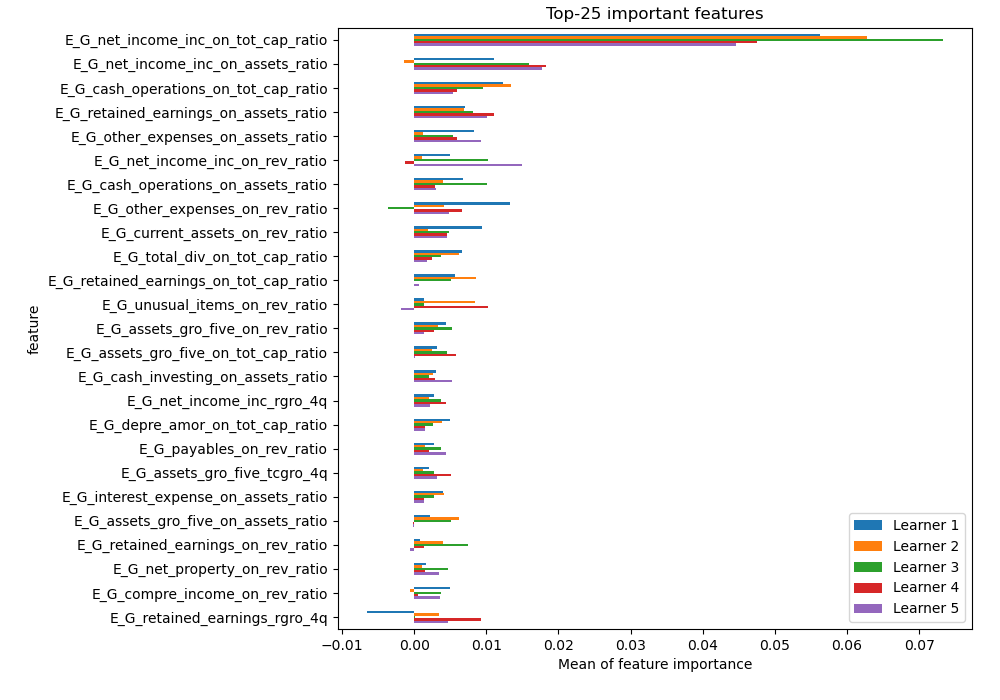 Top-25 important features
E_G_net_income_inc_on_tot_cap_ratio
E_G_net_income_inc_on_assets_ratio
E_G_cash_operations_on_tot_cap_ratio
E_G_retained_earnings_on_assets_ratio
E_G_other_expenses_on_assets_ratio
E_G_net_income_inc_on_rev_ratio
E_G_cash_operations_on_assets_ratio
E_G_other_expenses_on_rev_ratio
E_G_current_assets_on_rev_ratio
E_G_total_div_on_tot_cap_ratio
E_G_retained_earnings_on_tot_cap_ratio
E_G_unusual_items_on_rev_ratio
E_G_assets_gro_five_on_rev_ratio
E_G_assets_gro_five_on_tot_cap_ratio
E_G_cash_investing_on_assets_ratio
E_G_net_income_inc_rgro_4q
E_G_depre_amor_on_tot_cap_ratio
E_G_payables_on_rev_ratio
E_G_assets_gro_five_tcgro_4q
E_G_interest_expense_on_assets_ratio
E_G_assets_gro_five_on_assets_ratio
E_G_retained_earnings_on_rev_ratio
E_G_net_property_on_rev_ratio
E_G_compre_income_on_rev_ratio
E_G_retained_earnings_rgro_4q
feature
Learner 1
Learner 2
Learner 3
Learner 4
Learner 5
−0.01 0.00 0.01 0.02 0.03 0.04 0.05 0.06 0.07
Mean of feature importance